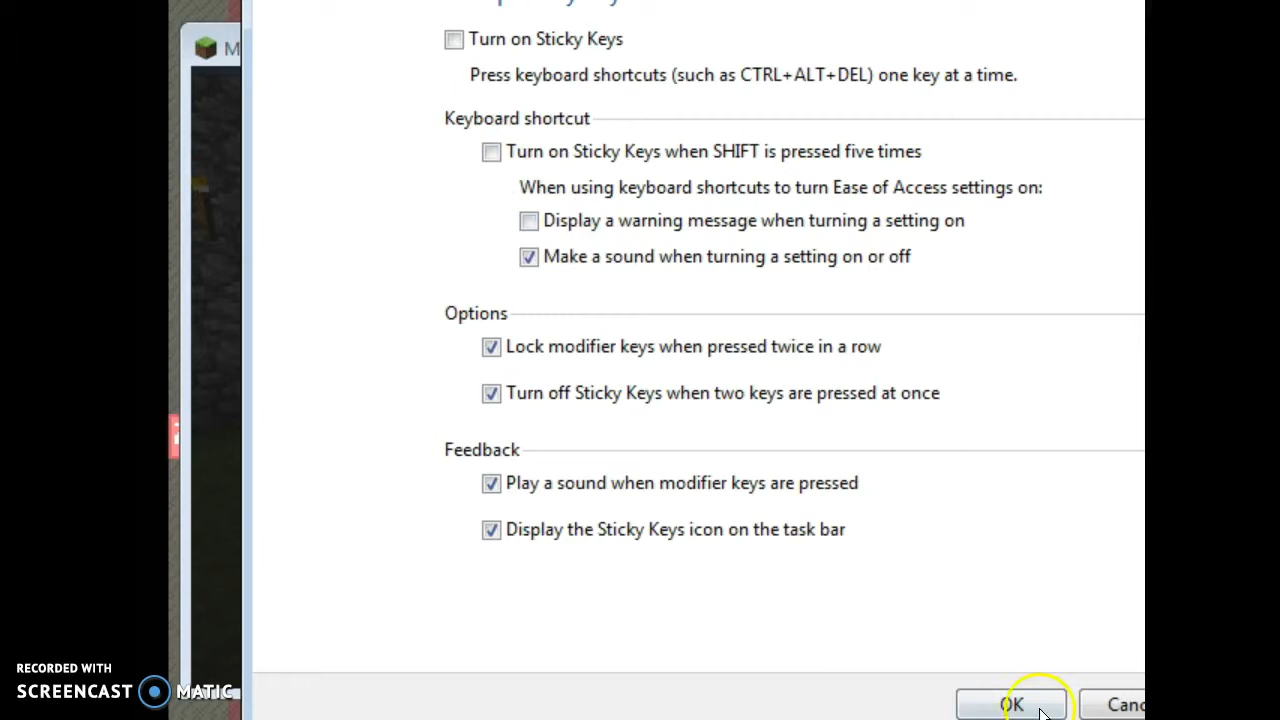 M
Turn on Sticky Keys
Press keyboard shortcuts (such as CTRL+ALT+DEL) one key at a time.
Keyboard shortcut
Turn on Sticky Keys when SHIFT is pressed five times
When using keyboard shortcuts to turn Ease of Access settings on:
Display a warning message when turning a setting on
Make a sound when turning a setting on or off
Options
Lock modifier keys when pressed twice in a row
Turn off Sticky Keys when two keys are pressed at once
Feedback
Play a sound when modifier keys are pressed
Display the Sticky Keys icon on the task bar
OK Canc
RECORDED WITH
SCREENCAST MATIC